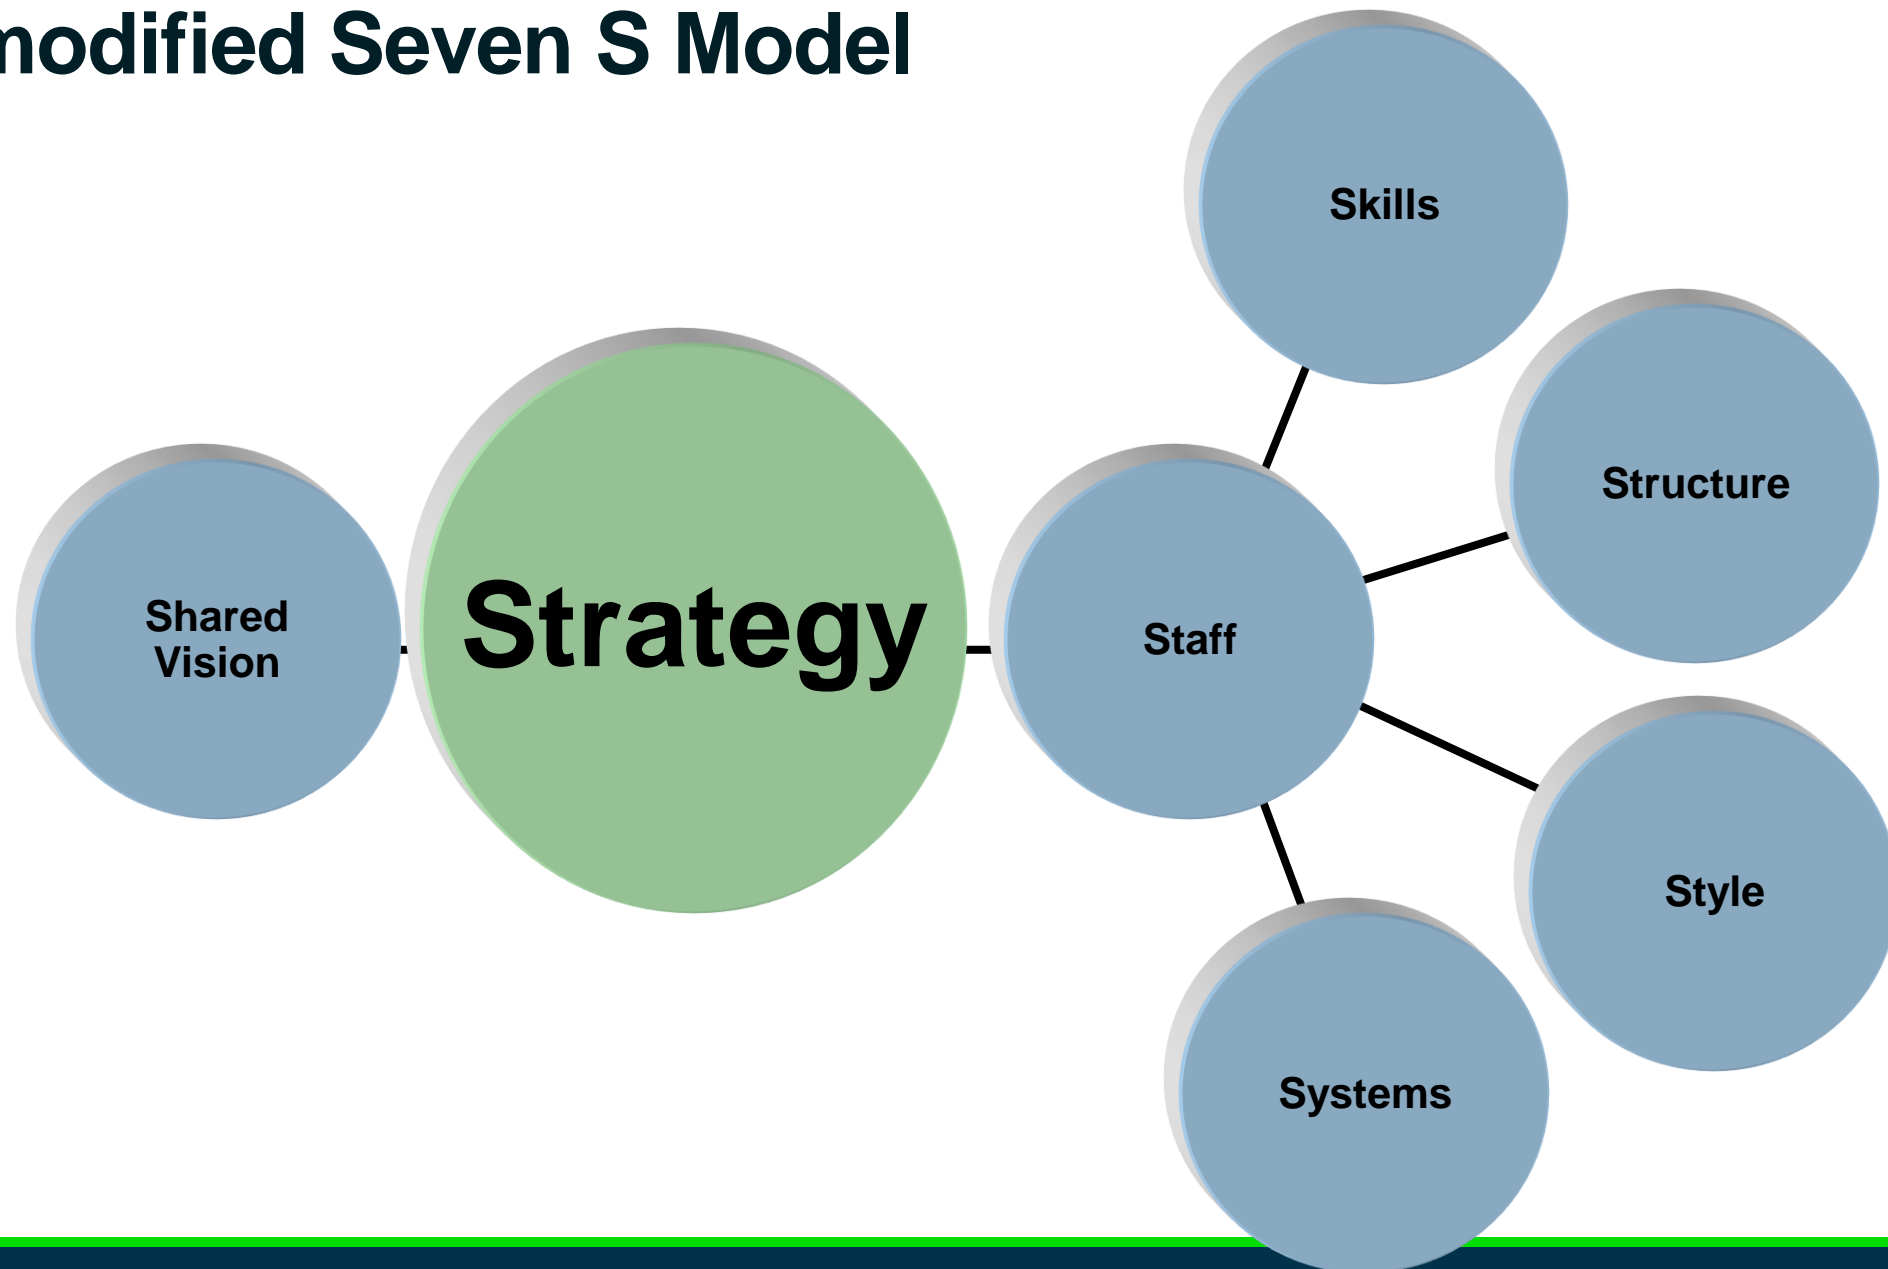 modified Seven S Model
Skills
Structure
Shared
Vision
Strategy
Staff
Style
Systems